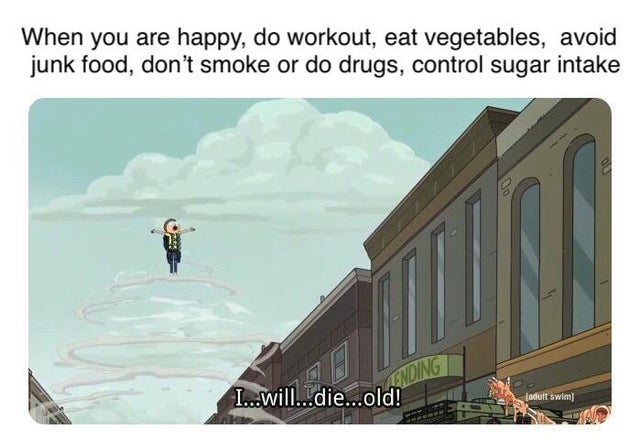 When you are happy, do workout, eat vegetables, avoid
junk food, don't smoke or do drugs, control sugar intake
ENDING
I...will...die...old!
[adult swim]